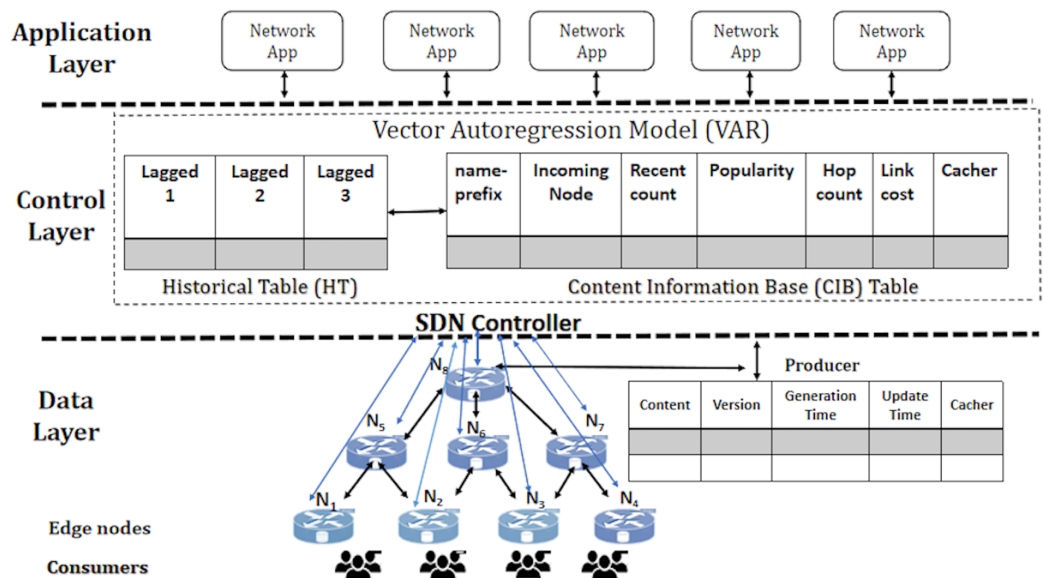 Application
Layer
Network
App
Network
App
Network
App
Network
App
Network
App
Control
Layer
Vector Autoregression Model (VAR)
Lagged
1
Lagged
2
Lagged
3
Historical Table (HT)
name-
prefix
Incoming
Node
Recent
count
Popularity
Hop
count
Link
cost
Cacher
Content Information Base (CIB) Table
SDN Controller
Data
Layer
N8
N5
N6
N7
N1
N2
N3
N4
Producer
Content
Version
Generation
Time
Update
Time
Cacher
Edge nodes
Consumers